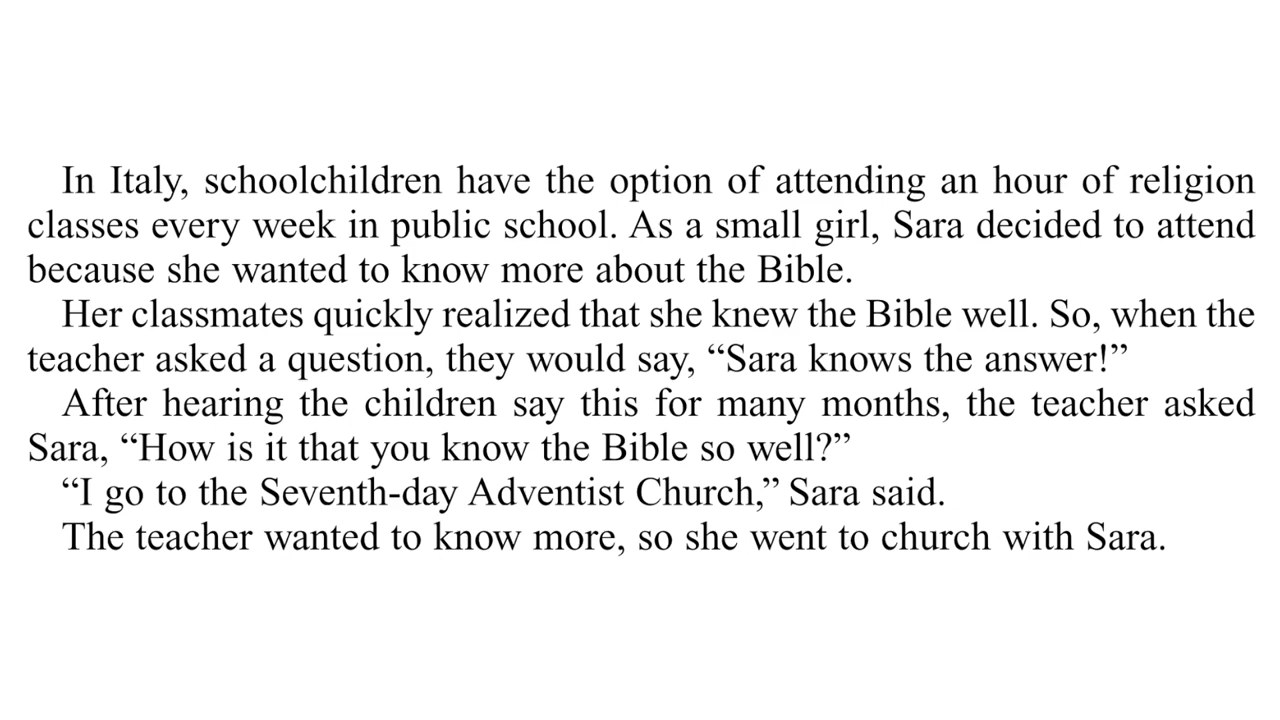 In Italy, schoolchildren have the option of attending an hour of religion
classes every week in public school. As a small girl, Sara decided to attend
because she wanted to know more about the Bible.
Her classmates quickly realized that she knew the Bible well. So, when the
teacher asked a question, they would say, “Sara knows the answer!”
After hearing the children say this for many months, the teacher asked
Sara, “How is it that you know the Bible so well?”
“I go to the Seventh-day Adventist Church,” Sara said.
The teacher wanted to know more, so she went to church with Sara.